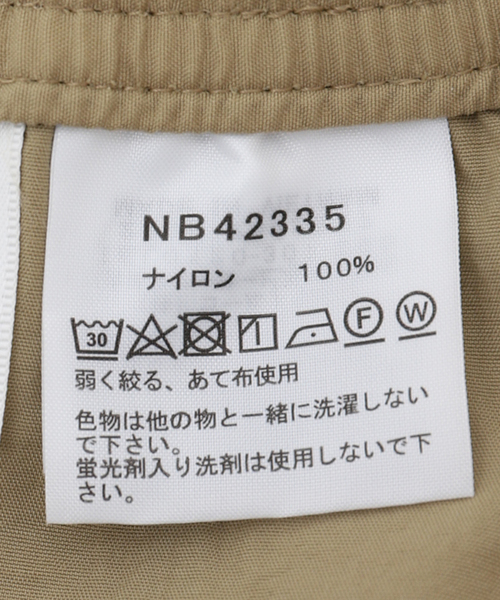 NB42335
ナイロン 100%
30 F W
弱く絞る、あて布使用
色物は他の物と一緒に洗濯しない
で下さい。
蛍光剤入り洗剤は使用しないで下
さい。